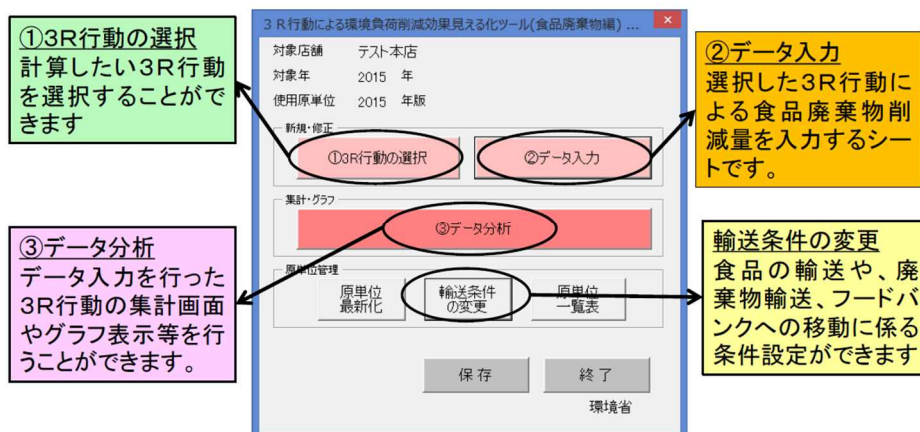 ①3R行動の選択
計算したい3R行動
を選択することがで
きます
③データ分析
データ入力を行った
3R行動の集計画面
やグラフ表示等を行
うことができます。
3R行動による環境負荷削減効果見える化ツール(食品廃棄物編) ...
対象店舗 テスト本店
対象年 2015 年
使用原単位 2015 年版
新規・修正
①3R行動の選択 ②データ入力
集計・グラフ
③データ分析
原単位管理
原単位
最新化
輸送条件
の変更
原単位
一覧表
保存 終了
環境省
②データ入力
選択した3R行動に
よる食品廃棄物削
減量を入力するシー
トです。
輸送条件の変更
食品の輸送や、廃
棄物輸送、フードバ
ンクへの移動に係る
条件設定ができます